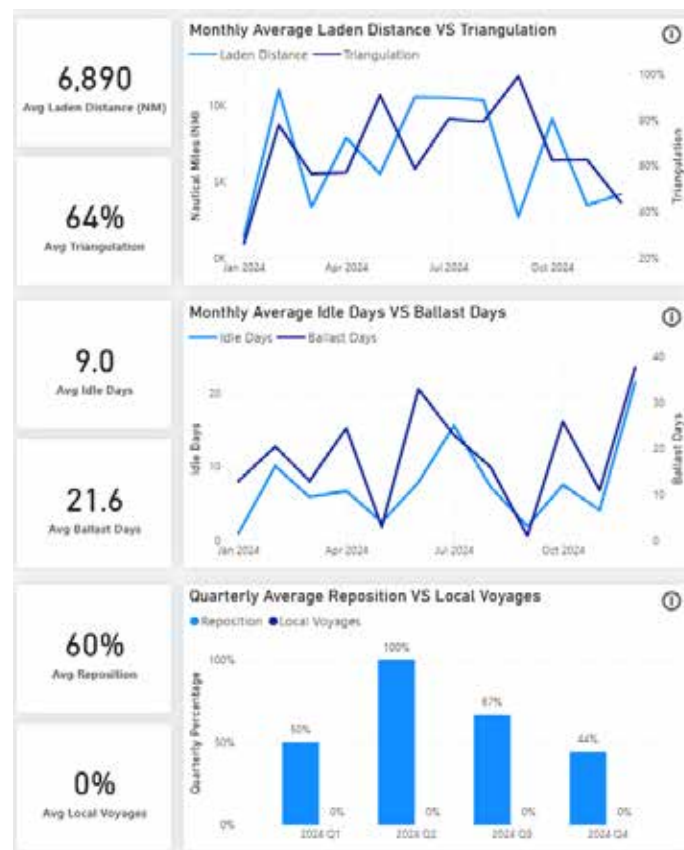 6,890
Avg Laden Distance (NM)
64%
Avg Triangulation
Monthly Average Laden Distance VS Triangulation
Laden Distance Triangulation
Nautical Miles (NM)
10K
5K
0K
100%
80%
60%
40%
20%
Triangulation
Jan 2024 Apr 2024 Jul 2024 Oct 2024
9.0
Avg Idle Days
21.6
Avg Ballast Days
Monthly Average Idle Days VS Ballast Days
Idle Days Ballast Days
Idle Days
20
10
0
40
30
20
10
0
Ballast Days
Jan 2024 Apr 2024 Jul 2024 Oct 2024
60%
Avg Reposition
0%
Avg Local Voyages
Quarterly Average Reposition VS Local Voyages
Reposition Local Voyages
Quarterly Percentage
100%
50%
0%
50% 0% 100% 0% 67% 0% 44% 0%
2024 Q1 2024 Q2 2024 Q3 2024 Q4